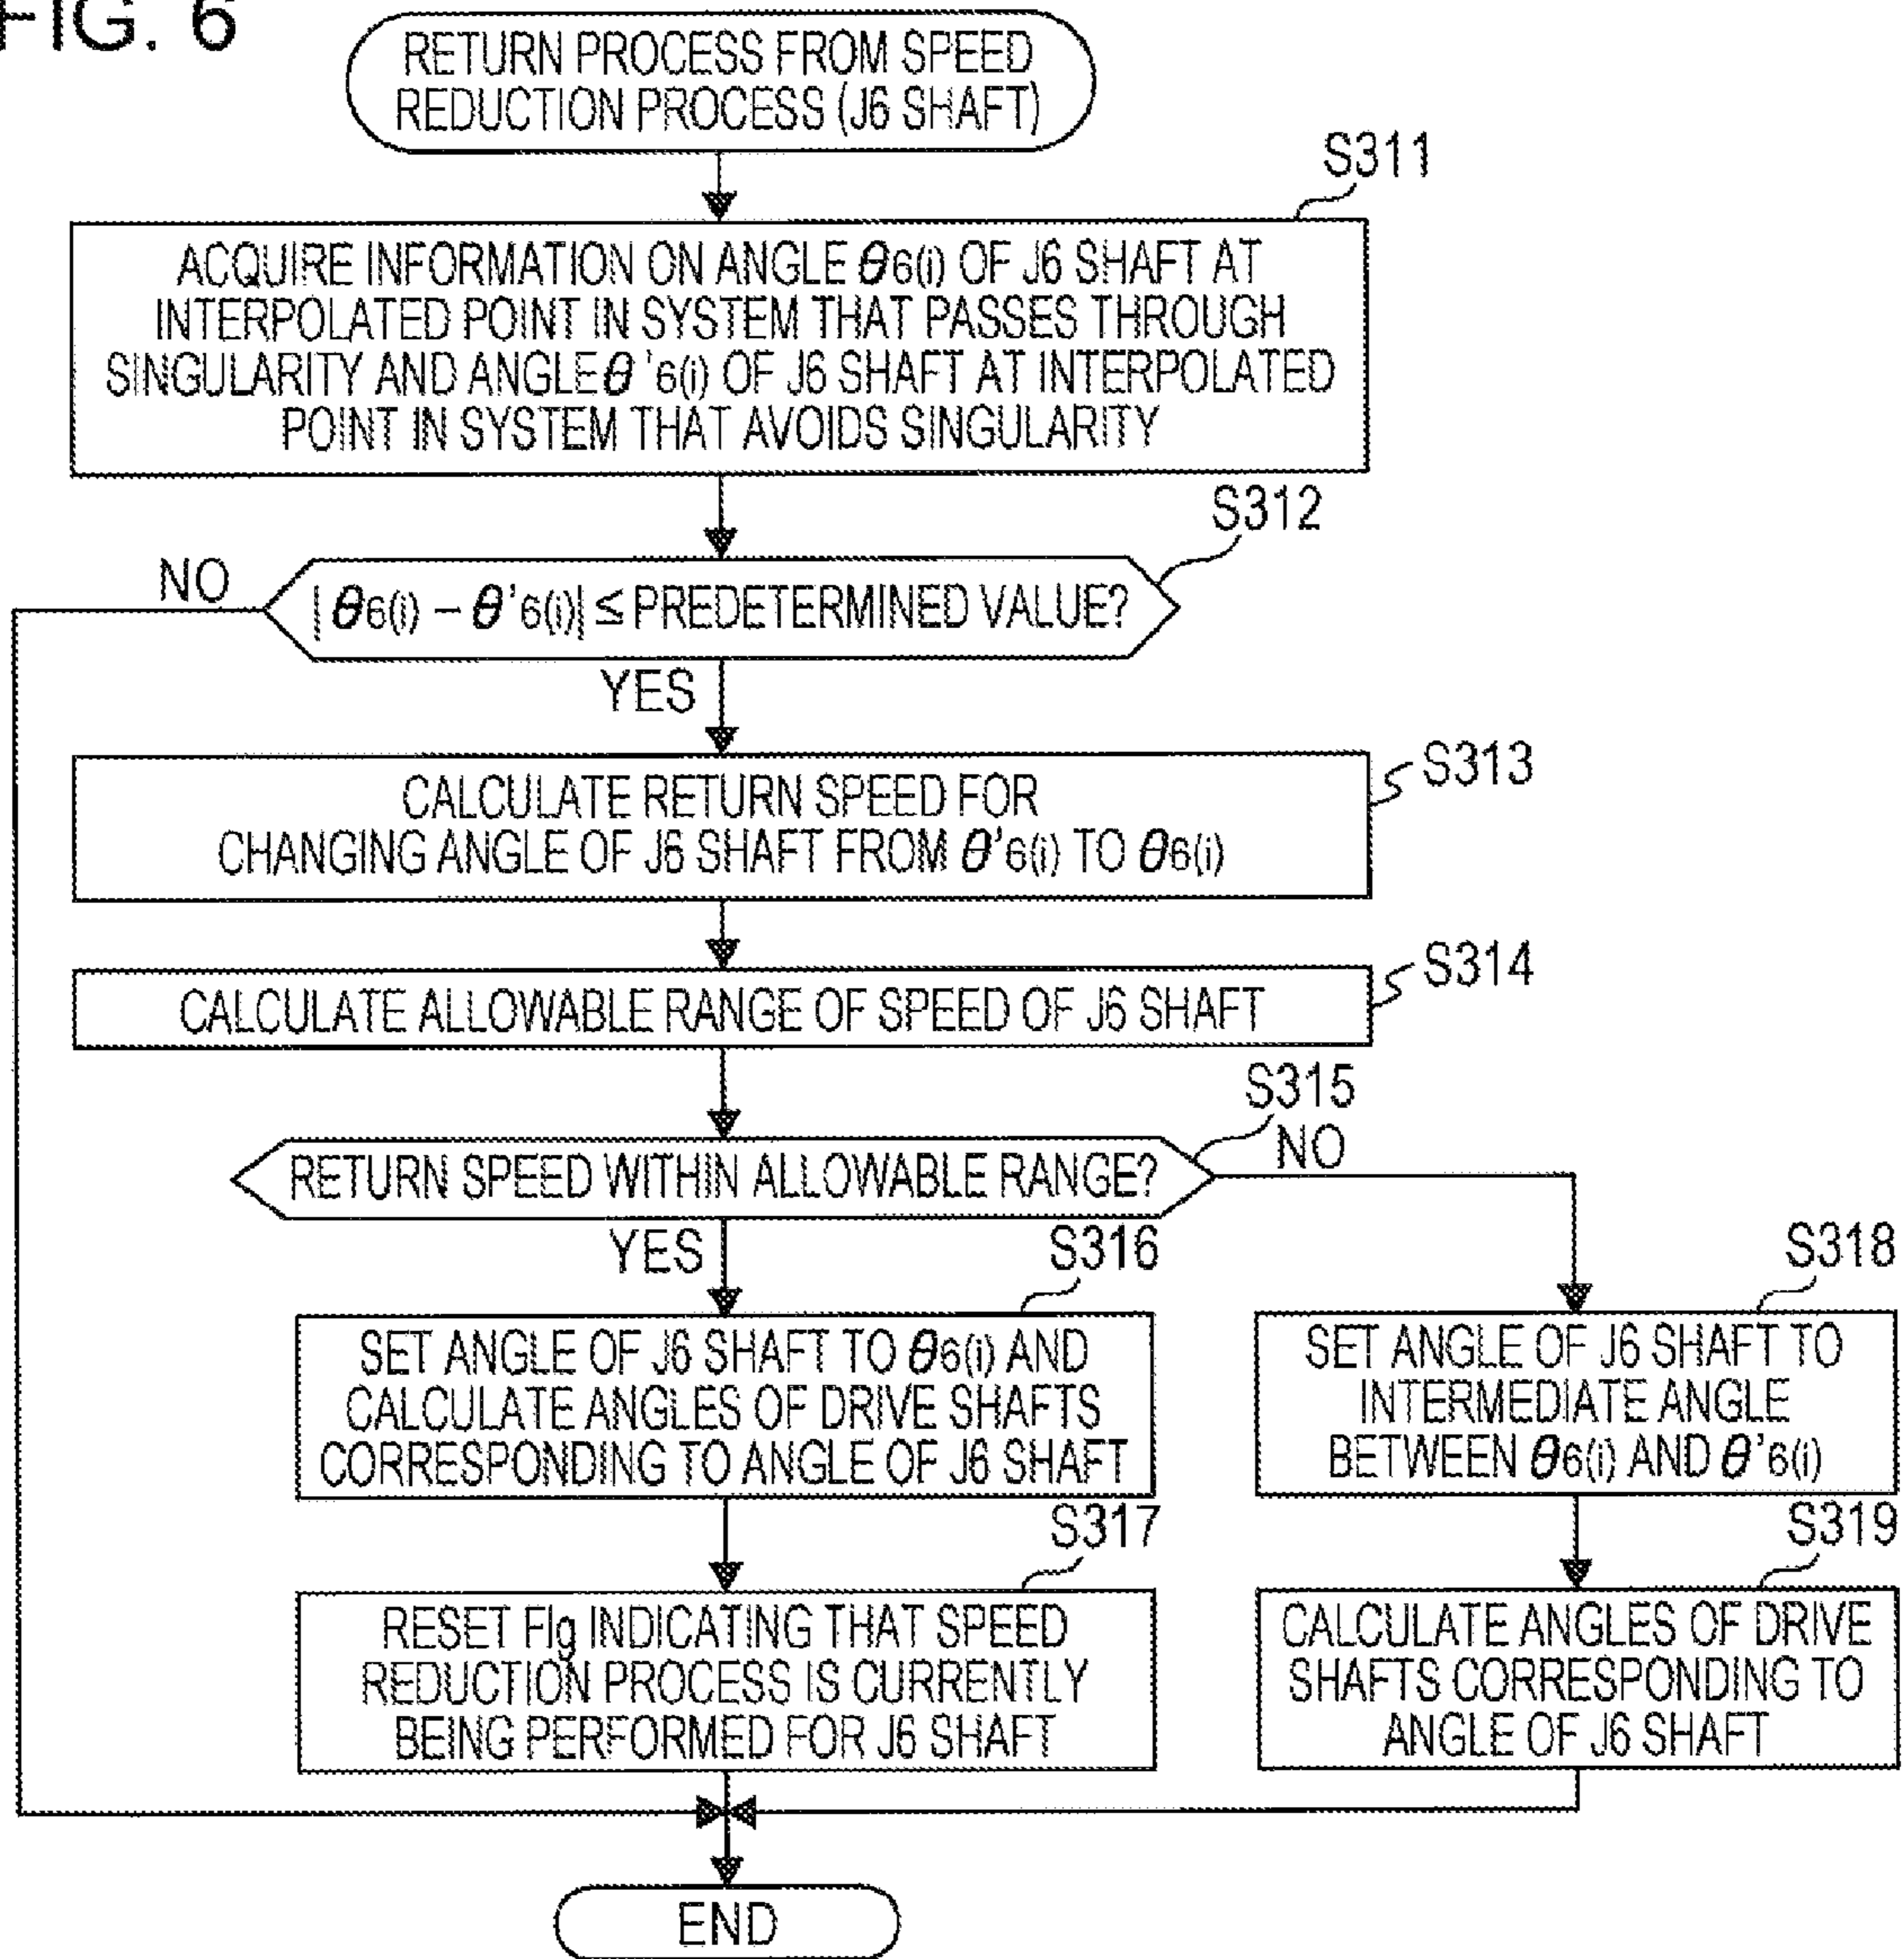 FIG. 6
RETURN PROCESS FROM SPEED
REDUCTION PROCESS (J6 SHAFT)
S311
ACQUIRE INFORMATION ON ANGLE θ6(i) OF J6 SHAFT AT
INTERPOLATED POINT IN SYSTEM THAT PASSES THROUGH
SINGULARITY AND ANGLE θ'6(i) OF J6 SHAFT AT INTERPOLATED
POINT IN SYSTEM THAT AVOIDS SINGULARITY
S312
NO
|θ6(i) – θ'6(i)| ≤ PREDETERMINED VALUE?
YES
S313
CALCULATE RETURN SPEED FOR
CHANGING ANGLE OF J6 SHAFT FROM θ'6(i) TO θ6(i)
S314
CALCULATE ALLOWABLE RANGE OF SPEED OF J6 SHAFT
S315
RETURN SPEED WITHIN ALLOWABLE RANGE?
NO
YES
S316
SET ANGLE OF J6 SHAFT TO θ6(i) AND
CALCULATE ANGLES OF DRIVE SHAFTS
CORRESPONDING TO ANGLE OF J6 SHAFT
S317
RESET Flg INDICATING THAT SPEED
REDUCTION PROCESS IS CURRENTLY
BEING PERFORMED FOR J6 SHAFT
S318
SET ANGLE OF J6 SHAFT TO
INTERMEDIATE ANGLE
BETWEEN θ6(i) AND θ'6(i)
S319
CALCULATE ANGLES OF DRIVE
SHAFTS CORRESPONDING TO
ANGLE OF J6 SHAFT
END